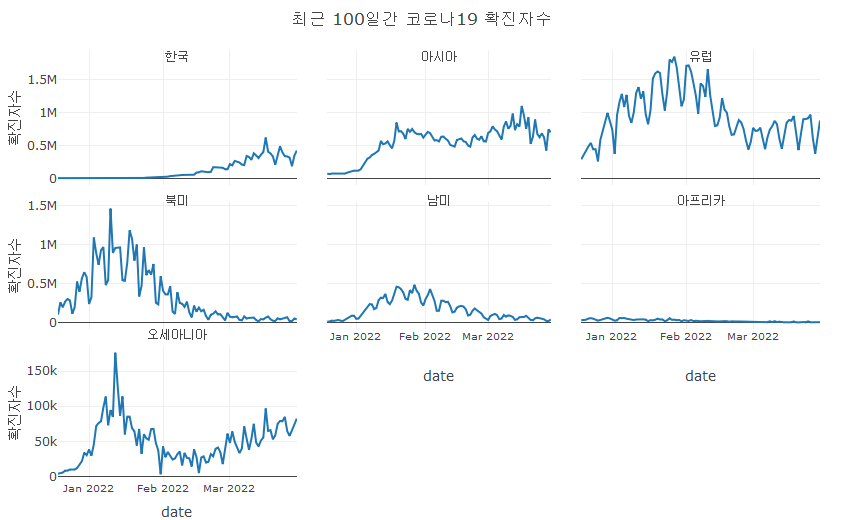 최근 100일간 코로나19 확진자수
한국
아시아
유럽
확진자수
1.5M
1M
0.5M
0
북미
남미
아프리카
확진자수
1.5M
1M
0.5M
0
Jan 2022 Feb 2022 Mar 2022
Jan 2022 Feb 2022 Mar 2022
date
date
오세아니아
확진자수
150k
100k
50k
0
Jan 2022 Feb 2022 Mar 2022
date